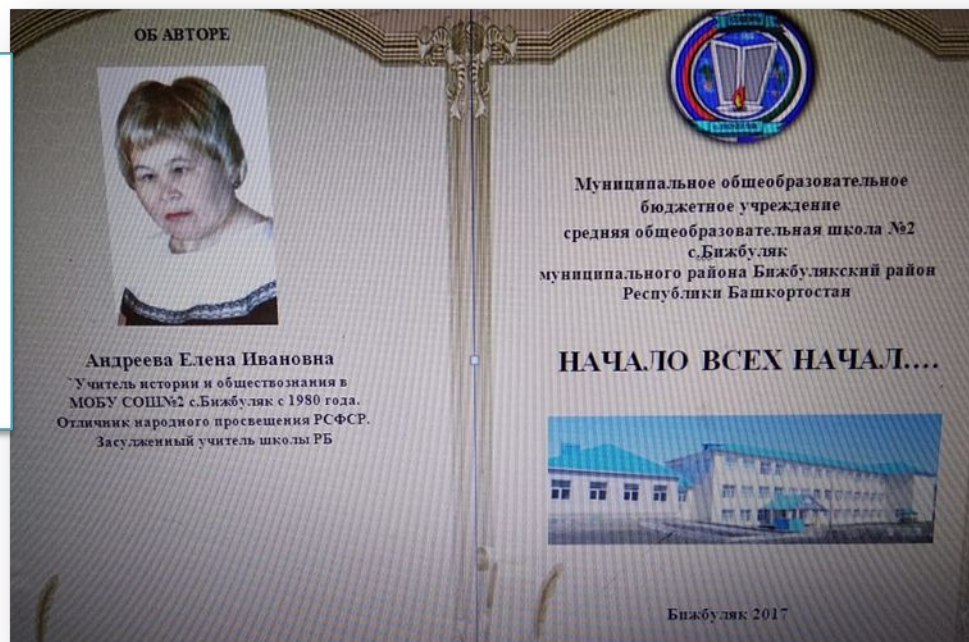 ОБ АВТОРЕ
Андреева Елена Ивановна
Учитель истории и обществознания в
МОБУ СОШ№2 с.Бижбуляк с 1980 года.
Отличник народного просвещения РСФСР.
Засулженный учитель школы РБ
Муниципальное общеобразовательное
бюджетное учреждение
средняя общеобразовательная школа №2
с.Бижбуляк
муниципального района Бижбулякский район
Республики Башкортостан
НАЧАЛО ВСЕХ НАЧАЛ....
Бижбуляк 2017